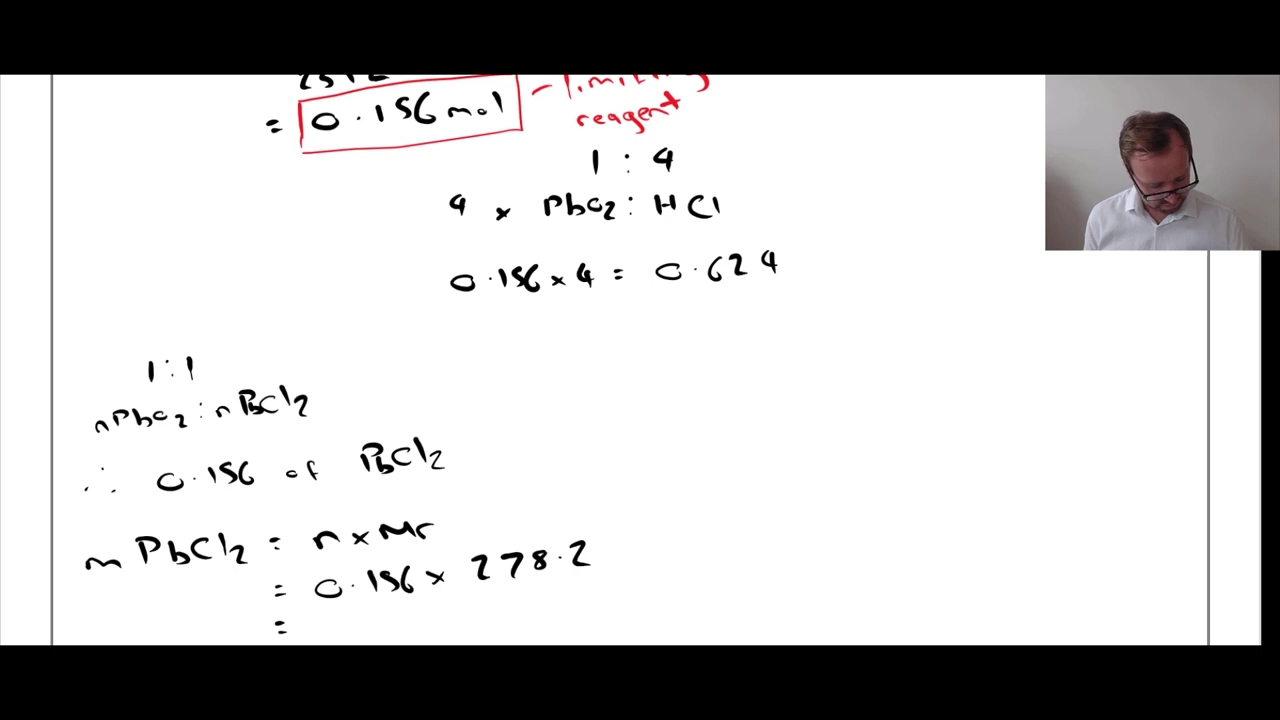 = 0.156 mol - limiting
reagent
1 : 4
4 x PbO2 : HCl
0.156 x 4 = 0.624
1 : 1
nPbO2 : nPbCl2
∴ 0.156 of PbCl2
m PbCl2 = n x Mr
= 0.156 x 278.2
=